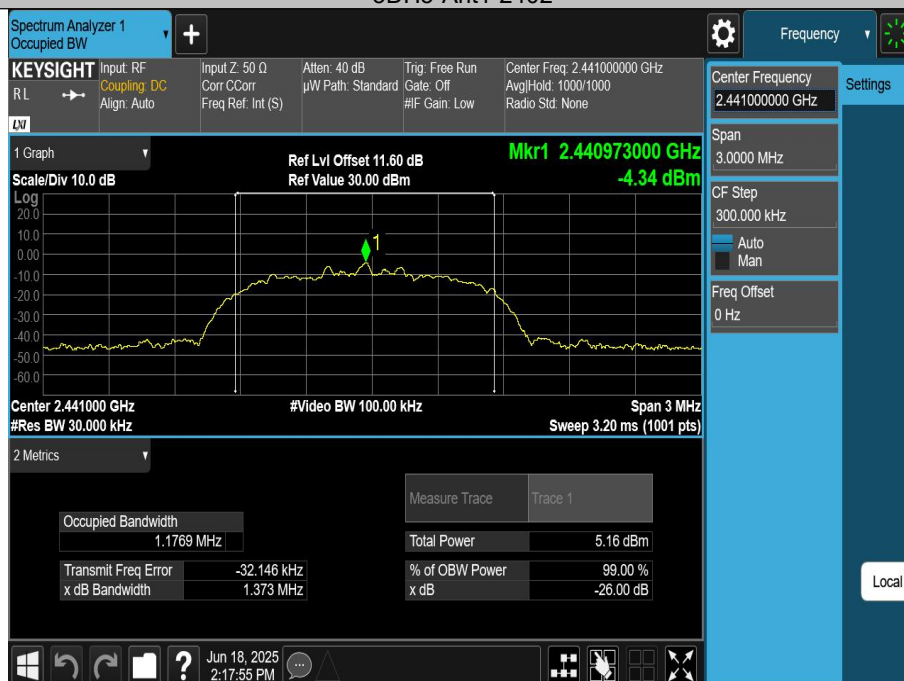 Spectrum Analyzer 1
Occupied BW
Frequency
KEYSIGHT
R L
LXI
Input: RF
Coupling: DC
Align: Auto
Input Z: 50 Ω
Corr CCorr
Freq Ref: Int (S)
Atten: 40 dB
µW Path: Standard
Trig: Free Run
Gate: Off
#IF Gain: Low
Center Freq: 2.441000000 GHz
Avg|Hold: 1000/1000
Radio Std: None
Center Frequency
2.441000000 GHz
Settings
Span
3.0000 MHz
CF Step
300.000 kHz
Auto
Man
Freq Offset
0 Hz
1 Graph
Scale/Div 10.0 dB
Ref Lvl Offset 11.60 dB
Ref Value 30.00 dBm
Mkr1 2.440973000 GHz
-4.34 dBm
Log
20.0
10.0
0.00
-10.0
-20.0
-30.0
-40.0
-50.0
-60.0
1
Center 2.441000 GHz
#Res BW 30.000 kHz
#Video BW 100.00 kHz
Span 3 MHz
Sweep 3.20 ms (1001 pts)
2 Metrics
Measure Trace
Trace 1
Occupied Bandwidth
1.1769 MHz
Total Power
5.16 dBm
Transmit Freq Error
-32.146 kHz
% of OBW Power
99.00 %
x dB Bandwidth
1.373 MHz
x dB
-26.00 dB
Local
?
Jun 18, 2025
2:17:55 PM